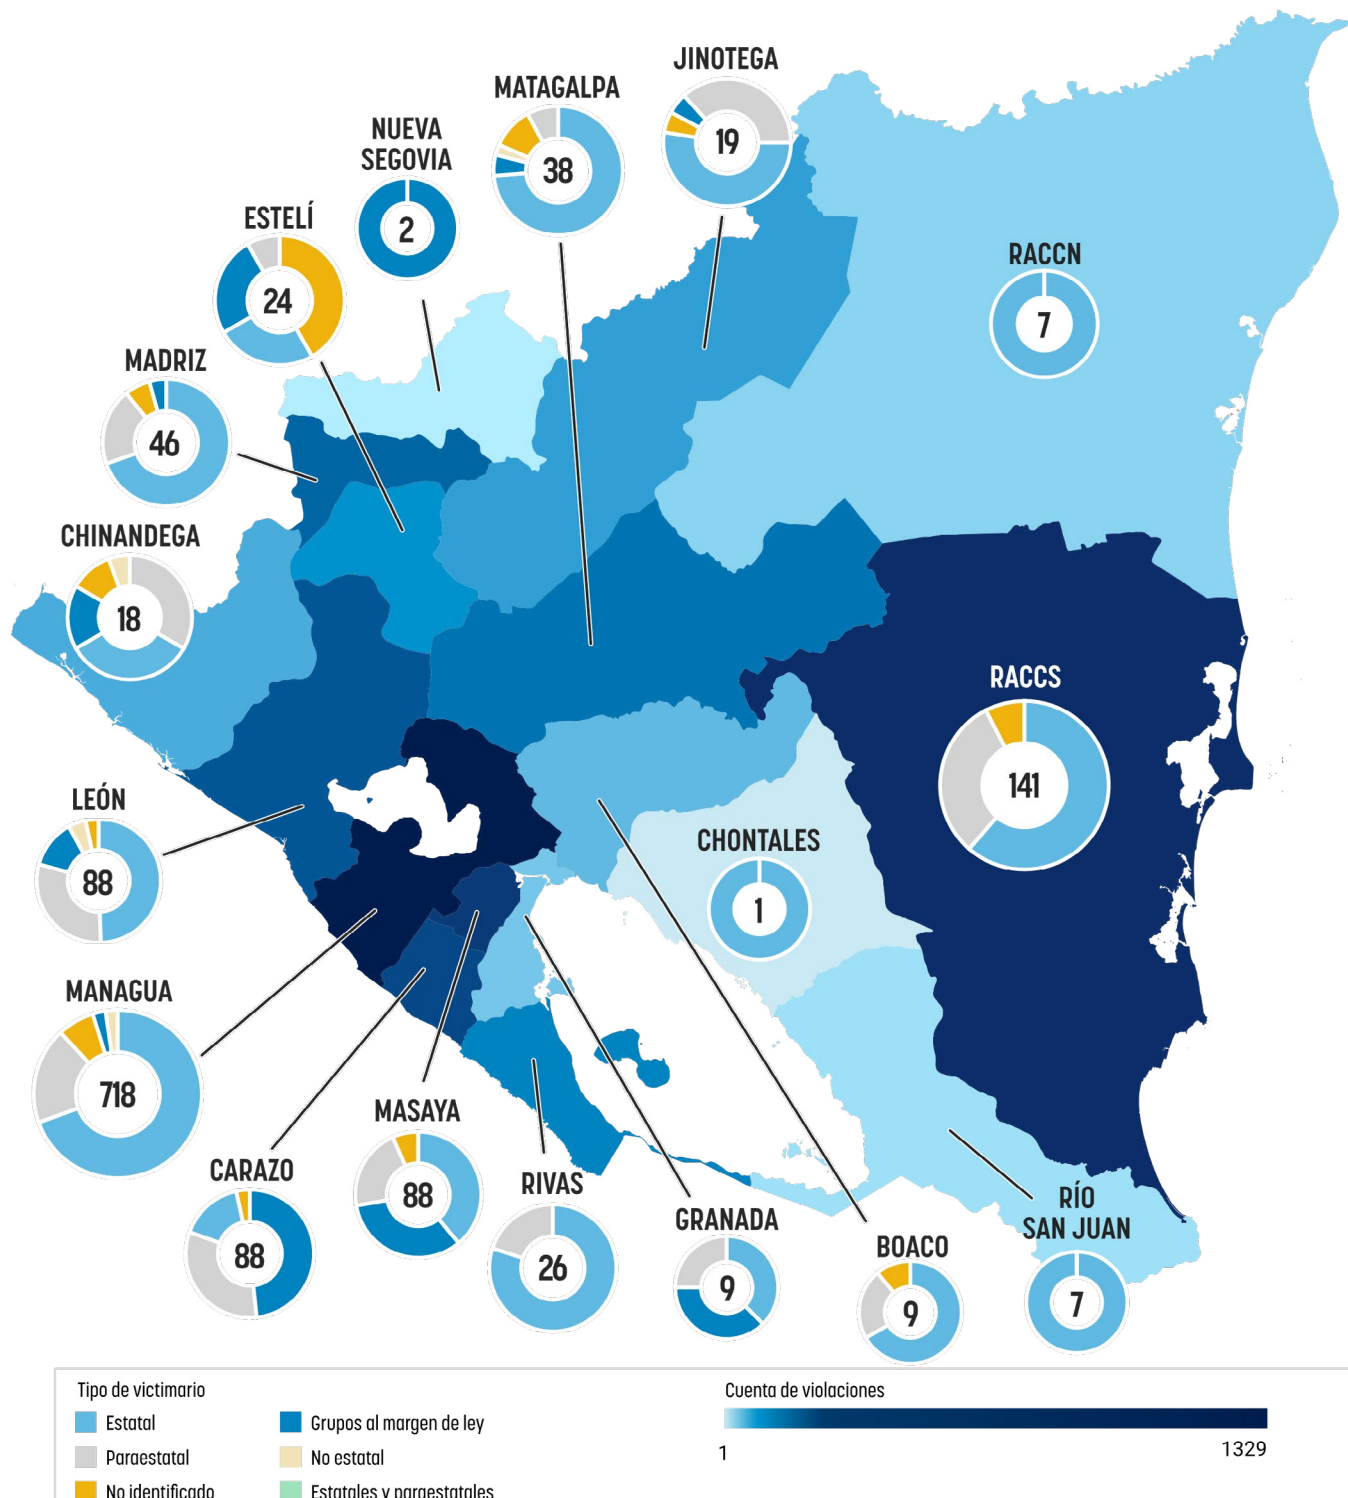 JINOTEGA
19
MATAGALPA
38
NUEVA
SEGOVIA
2
ESTELÍ
24
RACCN
7
MADRIZ
46
CHINANDEGA
18
RACCS
141
LEÓN
88
CHONTALES
1
MANAGUA
718
MASAYA
88
CARAZO
88
RIVAS
26
GRANADA
9
BOACO
9
RÍO
SAN JUAN
7
Tipo de victimario
Estatal
Paraestatal
No identificado
Grupos al margen de ley
No estatal
Estatales y paraestatales
Cuenta de violaciones
1
1329